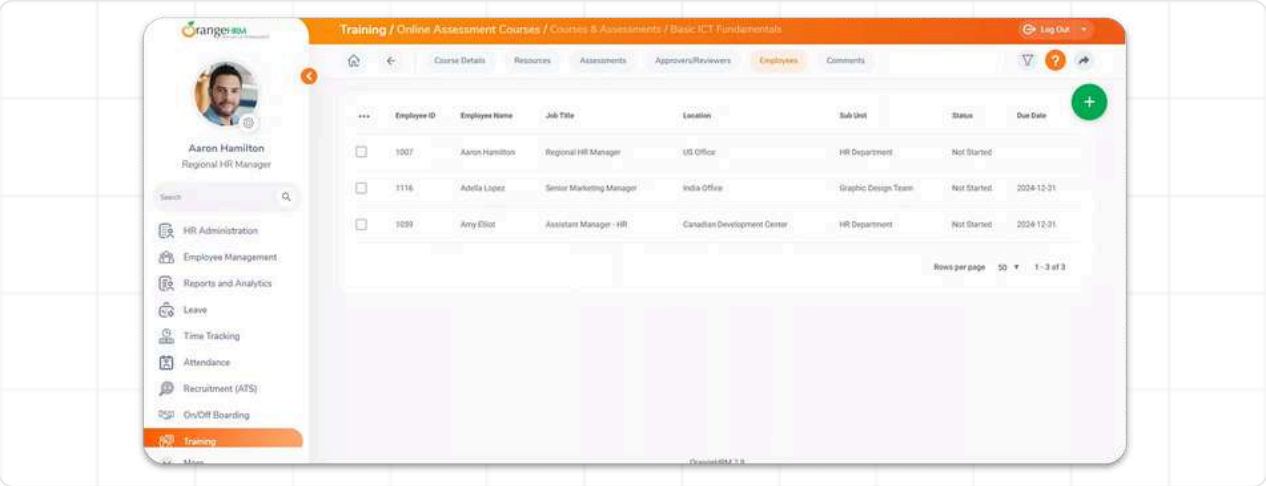 OrangeHRM
Training / Online Assessment Courses / Courses & Assessments / Basic ICT Fundamentals
Log Out
Course Details
Resources
Assessments
Approvers/Reviewers
Employees
Comments
?
Aaron Hamilton
Regional HR Manager
Search
HR Administration
Employee Management
Reports and Analytics
Leave
Time Tracking
Attendance
Recruitment (ATS)
On/Off Boarding
Training
More
Employee ID Employee Name Job Title Location Sub Unit Status Due Date
1007 Aaron Hamilton Regional HR Manager US Office HR Department Not Started
1116 Adella Lopez Senior Marketing Manager India Office Graphic Design Team Not Started 2024-12-31
Amy Elliot Assistant Manager - HR Canadian Development Center HR Department Not Started 2024-12-31
Rows per page 50 1 - 3 of 3
OrangeHRM